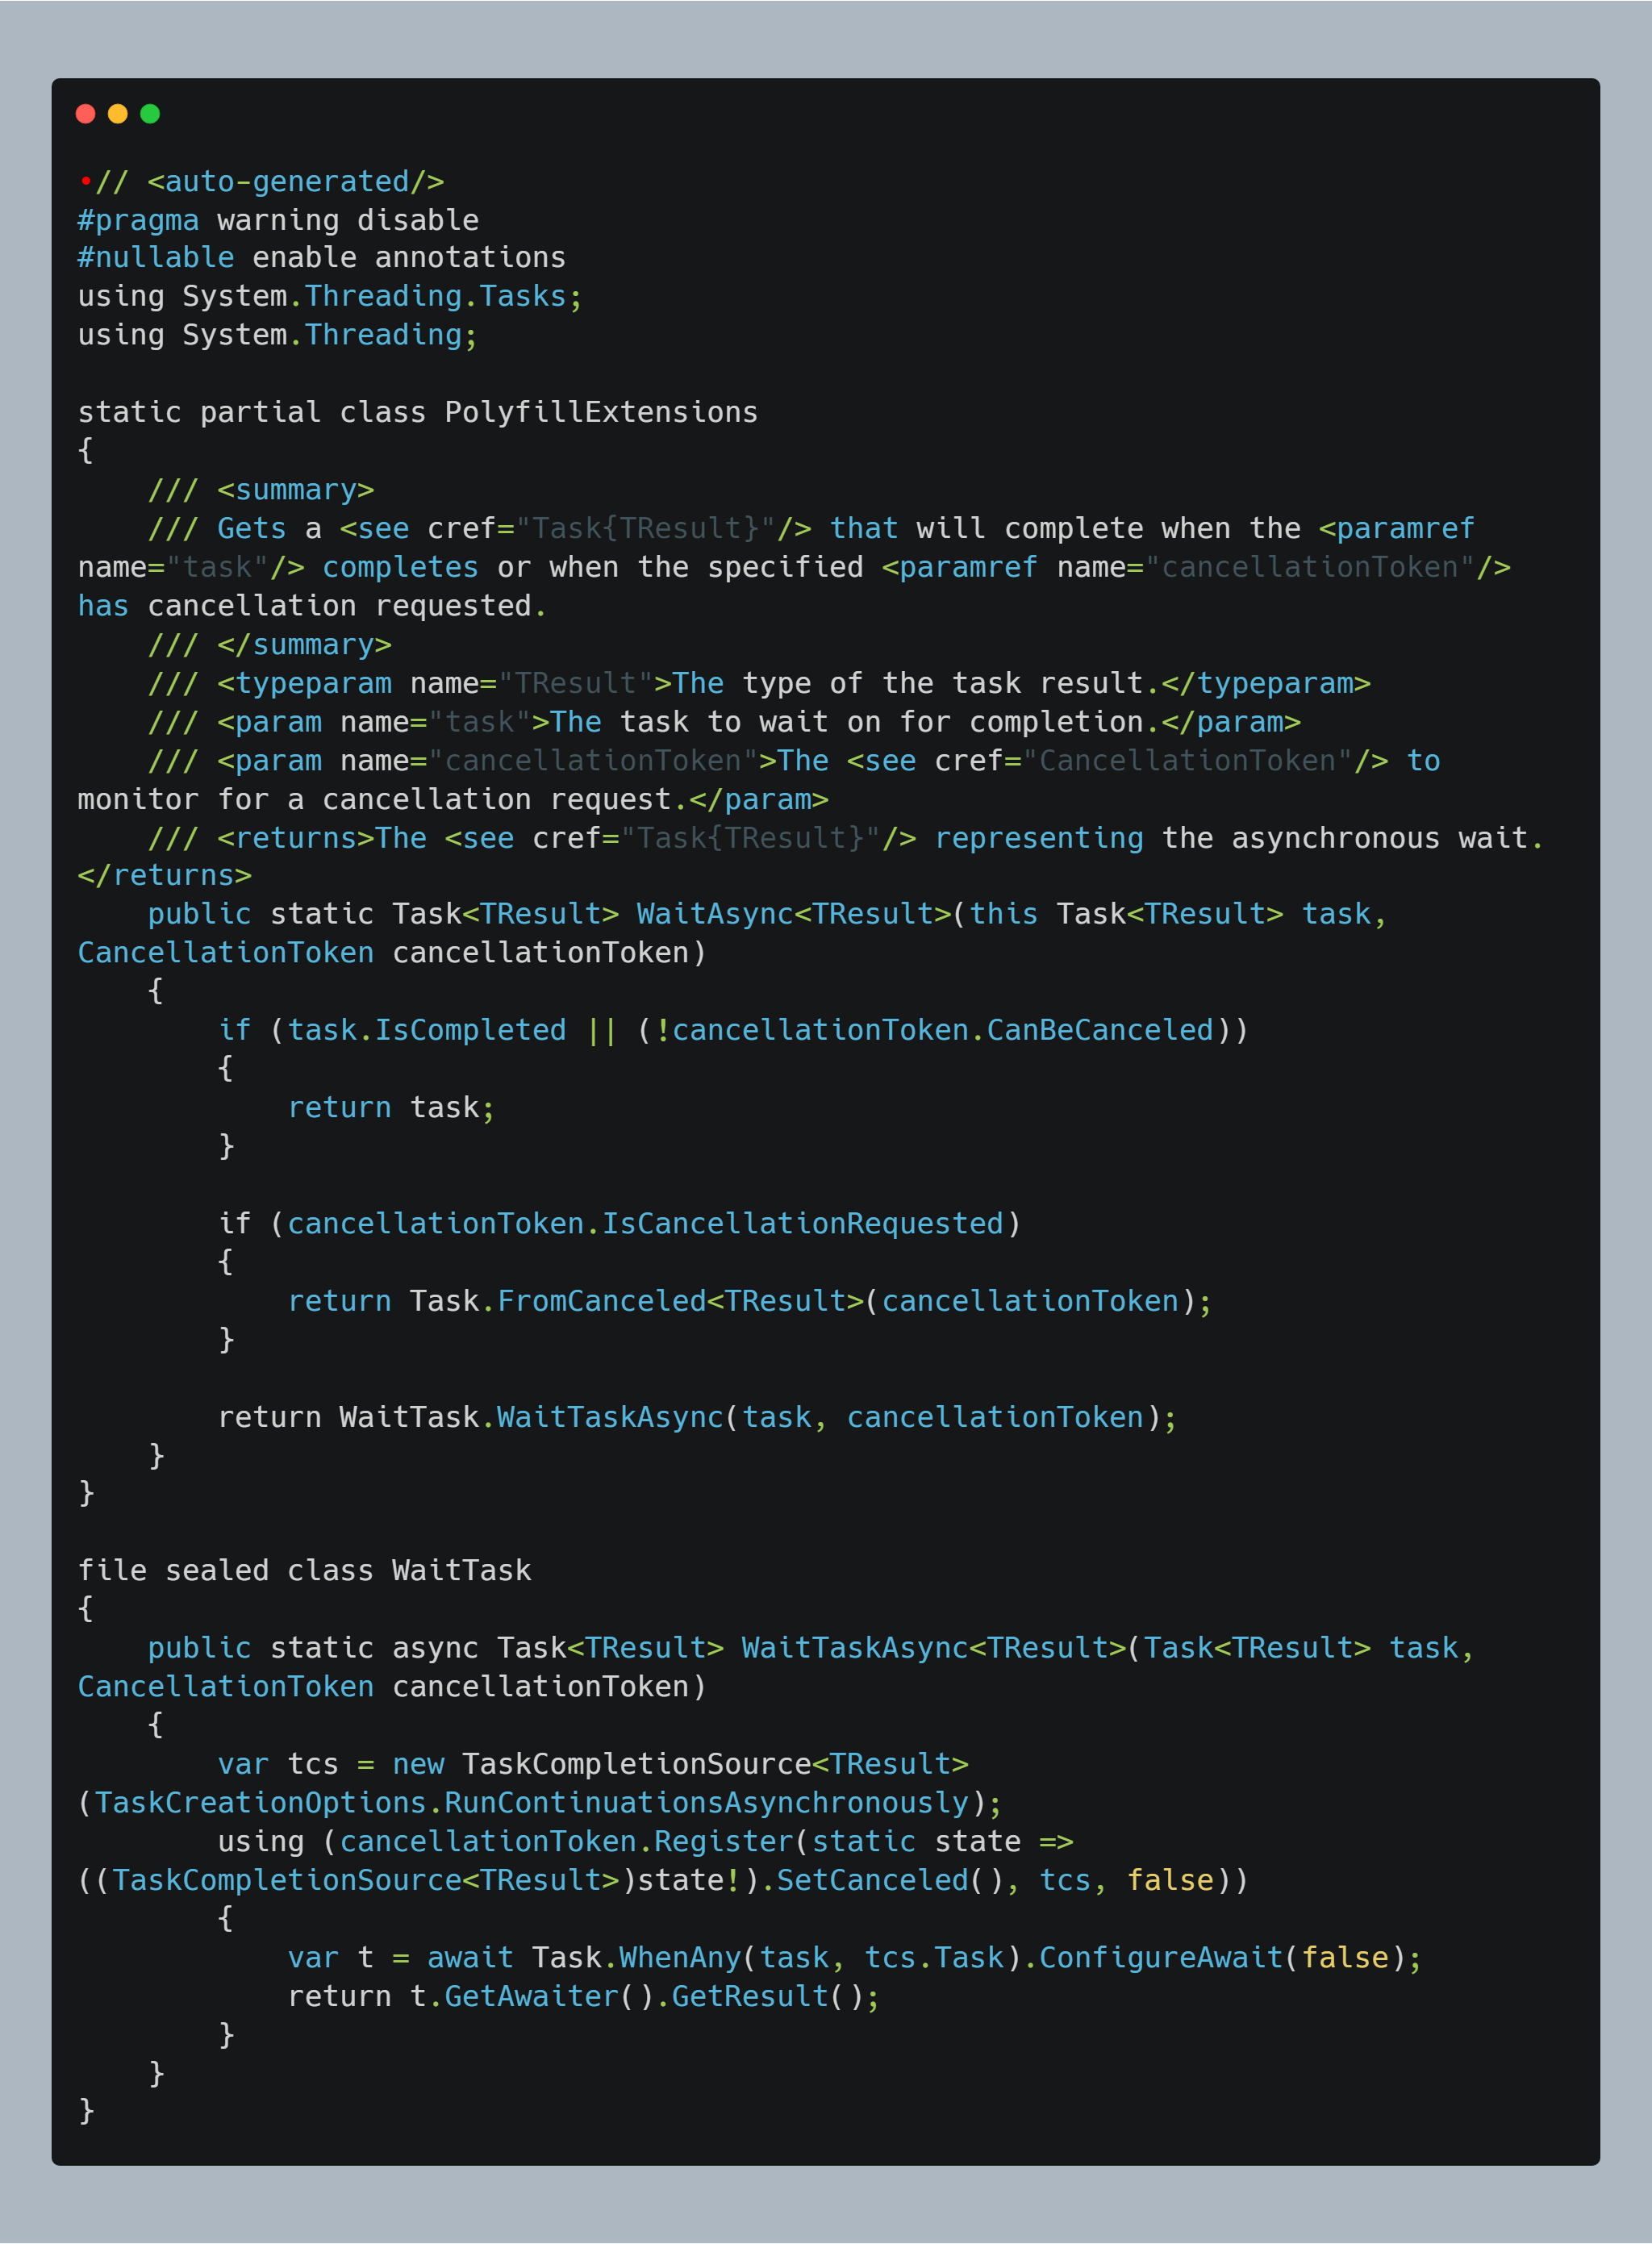 •// <auto-generated/>
#pragma warning disable
#nullable enable annotations
using System.Threading.Tasks;
using System.Threading;

static partial class PolyfillExtensions
{
    /// <summary>
    /// Gets a <see cref="Task{TResult}"/> that will complete when the <paramref
name="task"/> completes or when the specified <paramref name="cancellationToken"/>
has cancellation requested.
    /// </summary>
    /// <typeparam name="TResult">The type of the task result.</typeparam>
    /// <param name="task">The task to wait on for completion.</param>
    /// <param name="cancellationToken">The <see cref="CancellationToken"/> to
monitor for a cancellation request.</param>
    /// <returns>The <see cref="Task{TResult}"/> representing the asynchronous wait.
</returns>
    public static Task<TResult> WaitAsync<TResult>(this Task<TResult> task,
CancellationToken cancellationToken)
    {
        if (task.IsCompleted || (!cancellationToken.CanBeCanceled))
        {
            return task;
        }

        if (cancellationToken.IsCancellationRequested)
        {
            return Task.FromCanceled<TResult>(cancellationToken);
        }

        return WaitTask.WaitTaskAsync(task, cancellationToken);
    }
}

file sealed class WaitTask
{
    public static async Task<TResult> WaitTaskAsync<TResult>(Task<TResult> task,
CancellationToken cancellationToken)
    {
        var tcs = new TaskCompletionSource<TResult>
(TaskCreationOptions.RunContinuationsAsynchronously);
        using (cancellationToken.Register(static state =>
((TaskCompletionSource<TResult>)state!).SetCanceled(), tcs, false))
        {
            var t = await Task.WhenAny(task, tcs.Task).ConfigureAwait(false);
            return t.GetAwaiter().GetResult();
        }
    }
}